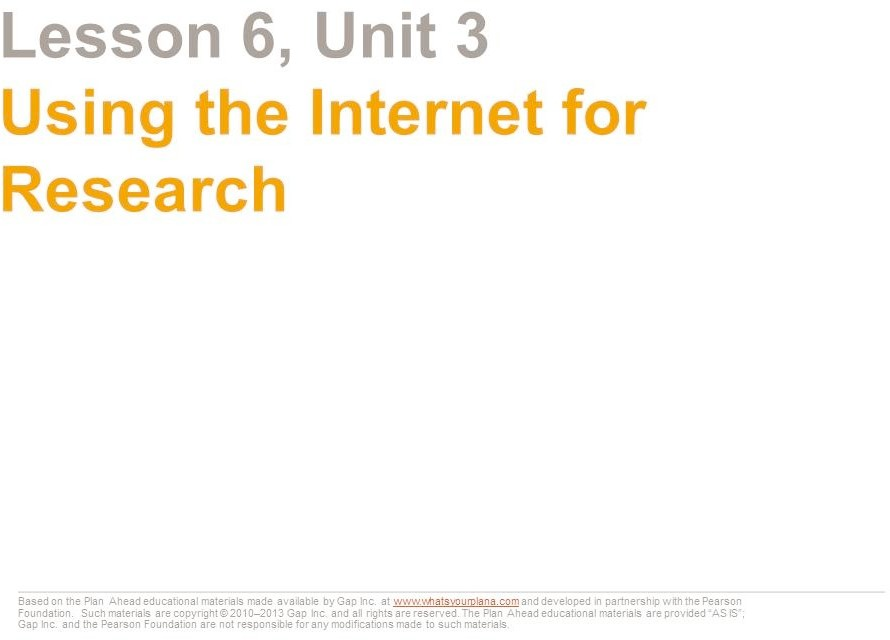 Lesson 6, Unit 3
Using the Internet for
Research
Based on the Plan Ahead educational materials made available by Gap Inc. at www.whatsyourplana.com and developed in partnership with the Pearson
Foundation. Such materials are copyright © 2010–2013 Gap Inc. and all rights are reserved. The Plan Ahead educational materials are provided “AS IS”;
Gap Inc. and the Pearson Foundation are not responsible for any modifications made to such materials.